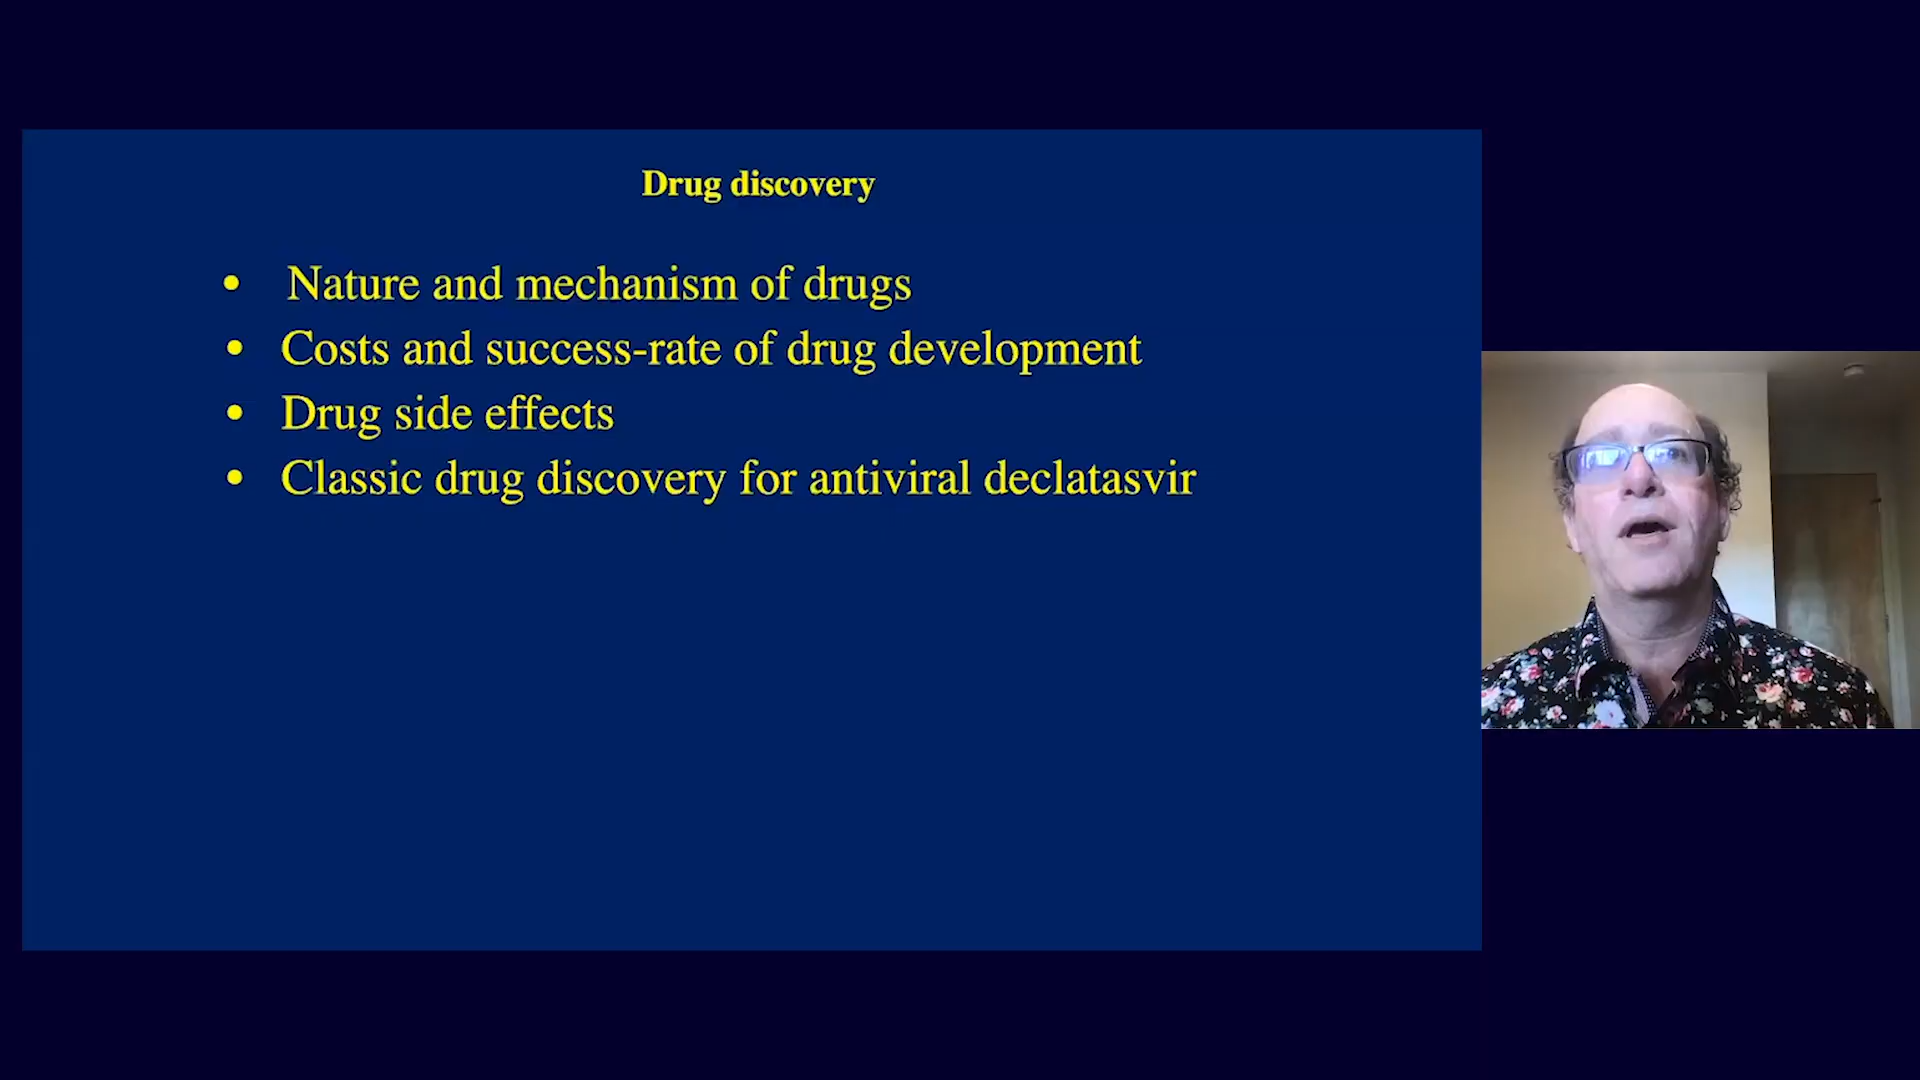 Drug discovery
• Nature and mechanism of drugs
• Costs and success-rate of drug development
• Drug side effects
• Classic drug discovery for antiviral declatasvir